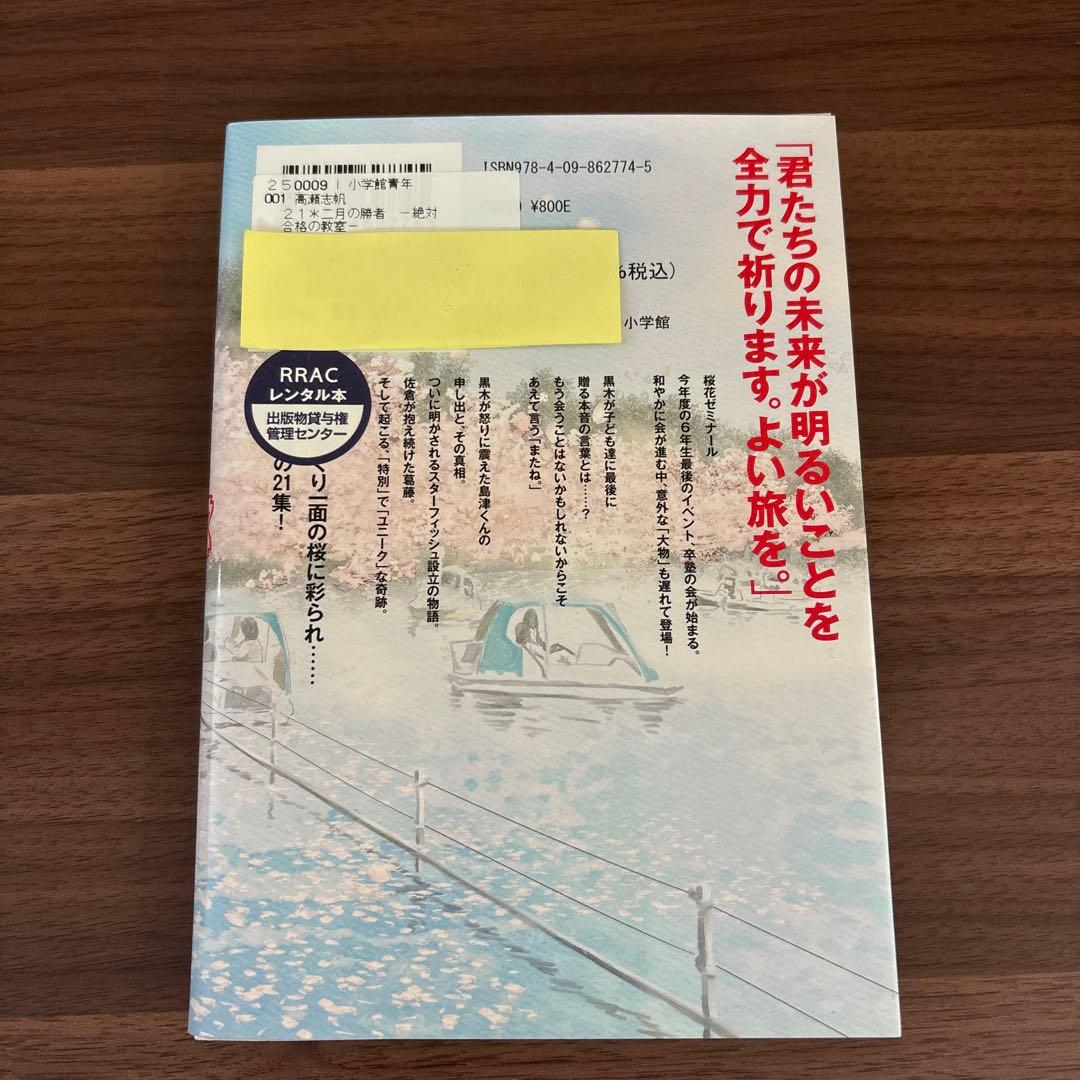 「君たちの未来が明るいことを
全力で祈ります。よい旅を。」
ISBN978-4-09-862774-5
¥800E
250009 | 小学館青年
001 高瀬志帆
21*二月の勝者 -絶対
合格の教室-
%税込)
小学館
桜花ゼミナール
今年度の6年生最後のイベント、卒塾の会が始まる。
和やかに会が進む中、意外な「大物」も遅れて登場!
黒木が子ども達に最後に
贈る本音の言葉とは……?
もう会うことはないかもしれないからこそ
あえて言う「またね。」
黒木が怒りに震えた島津くんの
申し出と、その真相。
ついに明かされるスターフィッシュ設立の物語。
佐倉が抱え続けた葛藤。
そして起こる、「特別」で「ユニーク」な奇跡。
り一面の桜に彩られ……
の21集!
RRAC
レンタル本
出版物貸与権
管理センター